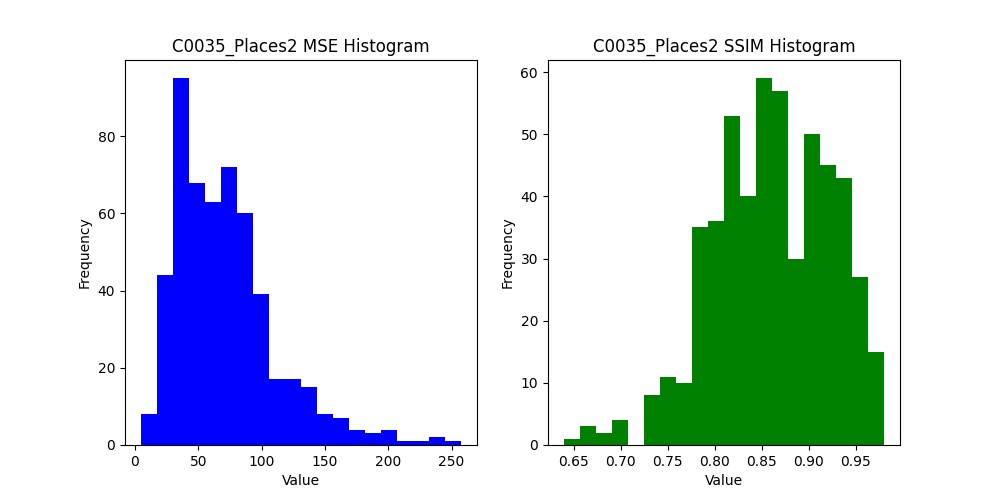 C0035_Places2 MSE Histogram
Frequency
80
60
40
20
0
0 50 100 150 200 250
Value
C0035_Places2 SSIM Histogram
Frequency
60
50
40
30
20
10
0
0.65 0.70 0.75 0.80 0.85 0.90 0.95
Value